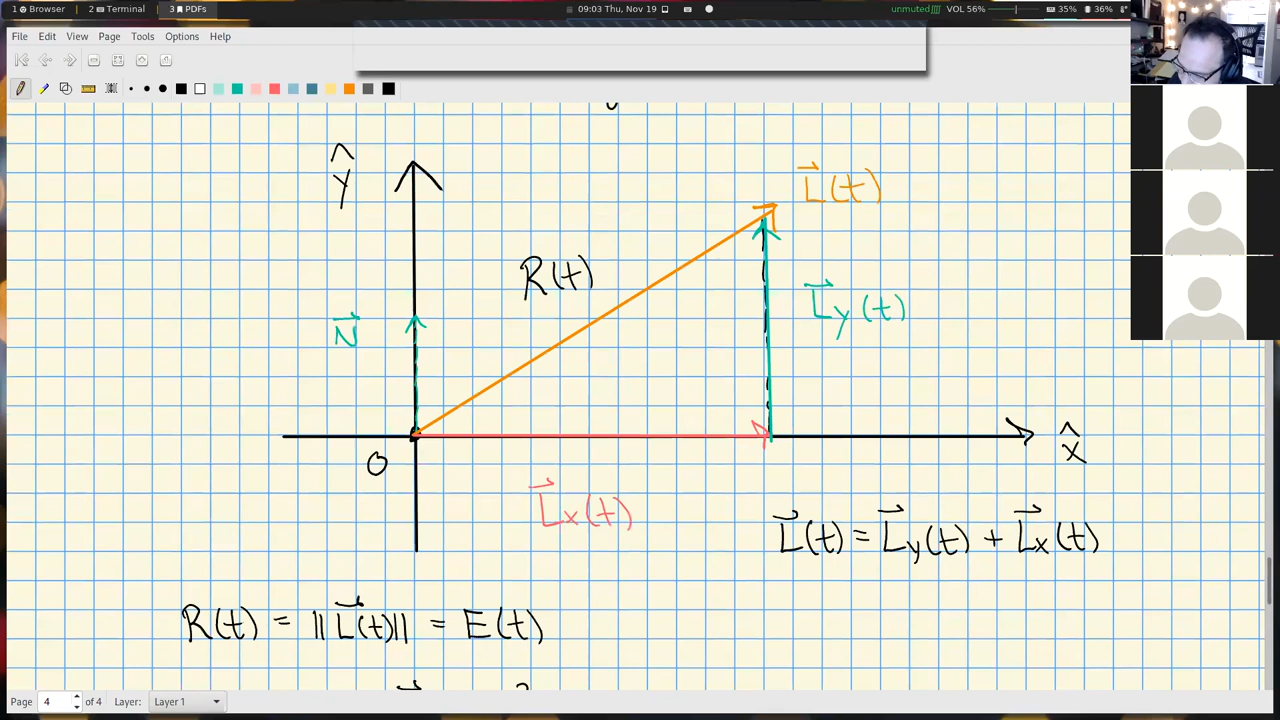 1 Browser 2 Terminal 3 PDFs 09:03 Thu, Nov 19 unmuted VOL 56% 35% 36%
File Edit View Page Tools Options Help
ŷ
L⃗(t)
R(t)
N⃗
L⃗y(t)
O
x̂
L⃗x(t)
L⃗(t) = L⃗y(t) + L⃗x(t)
R(t) = ||L⃗(t)|| = E(t)
Page 4 of 4 Layer: Layer 1